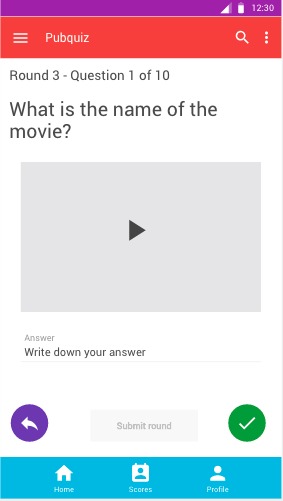 12:30
Pubquiz
Round 3 - Question 1 of 10
What is the name of the
movie?
Answer
Write down your answer
Submit round
Home
Scores
Profile